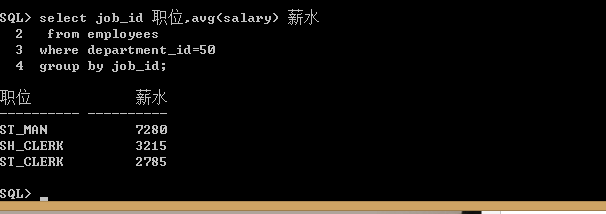 SQL> select job_id 职位,avg(salary) 薪水
2 from employees
3 where department_id=50
4 group by job_id;
职位 薪水
---------- ----------
ST_MAN 7280
SH_CLERK 3215
ST_CLERK 2785
SQL>